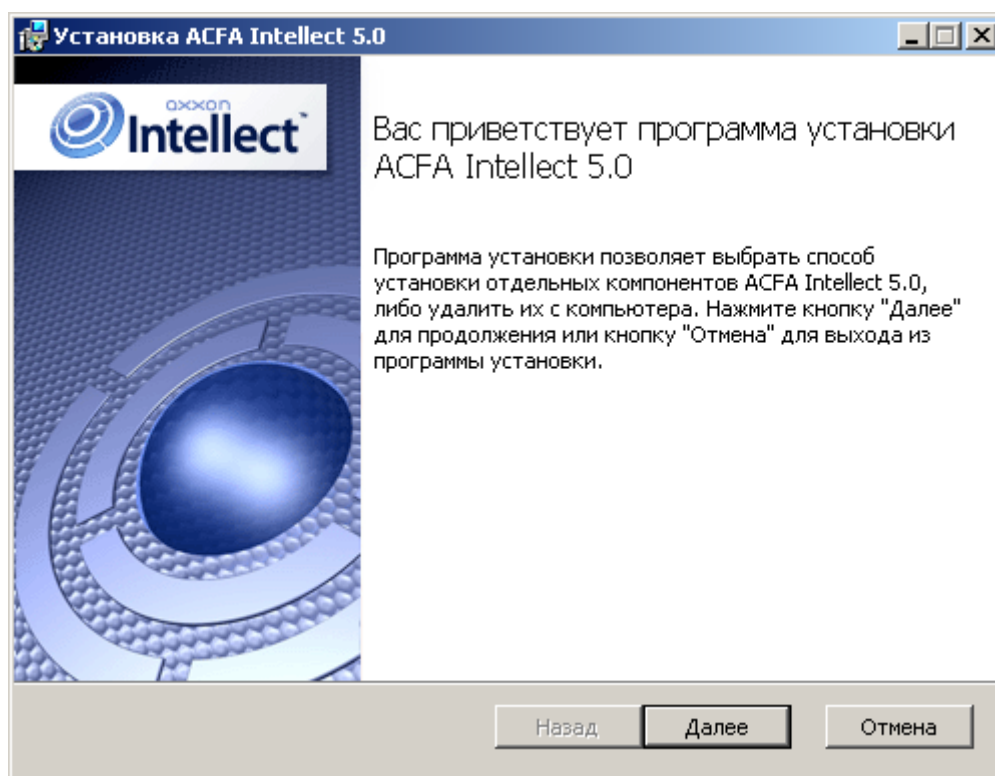 Установка ACFA Intellect 5.0
axxon
Intellect™
Вас приветствует программа установки
ACFA Intellect 5.0
Программа установки позволяет выбрать способ
установки отдельных компонентов ACFA Intellect 5.0,
либо удалить их с компьютера. Нажмите кнопку "Далее"
для продолжения или кнопку "Отмена" для выхода из
программы установки.
Назад Далее Отмена